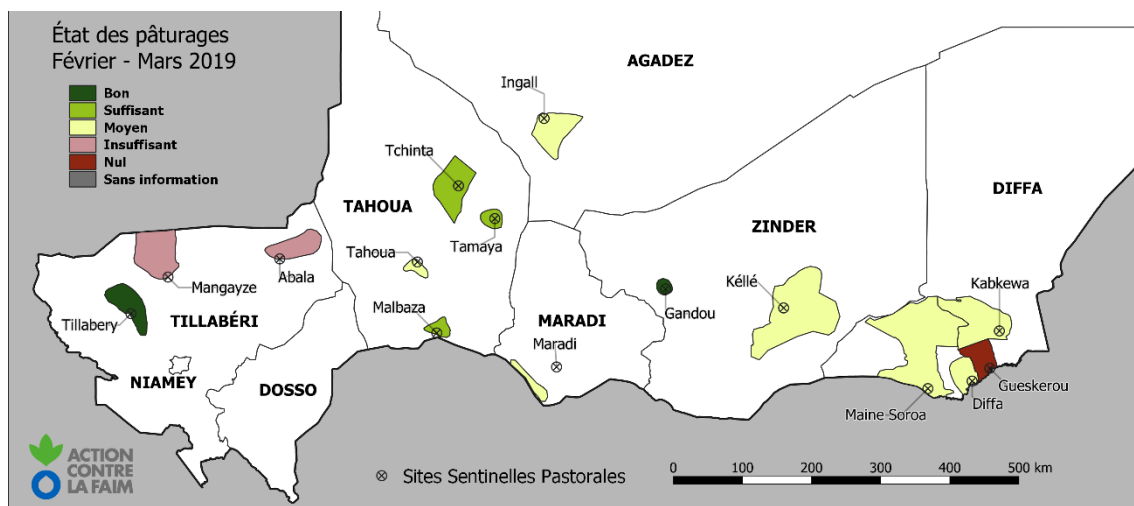 État des pâturages
Février - Mars 2019
Bon
Suffisant
Moyen
Insuffisant
Nul
Sans information
AGADEZ
Ingall
Tchinta
DIFFA
TAHOUA
ZINDER
Tamaya
Tahoua
Abala
Mangayze
Kéllé
Kabkewa
Gandou
Malbaza
Tillabery
TILLABÉRI
MARADI
Maradi
NIAMEY
DOSSO
Gueskerou
Diffa
Maine-Soroa
ACTION
CONTRE
LA FAIM
Sites Sentinelles Pastorales
0 100 200 300 400 500 km